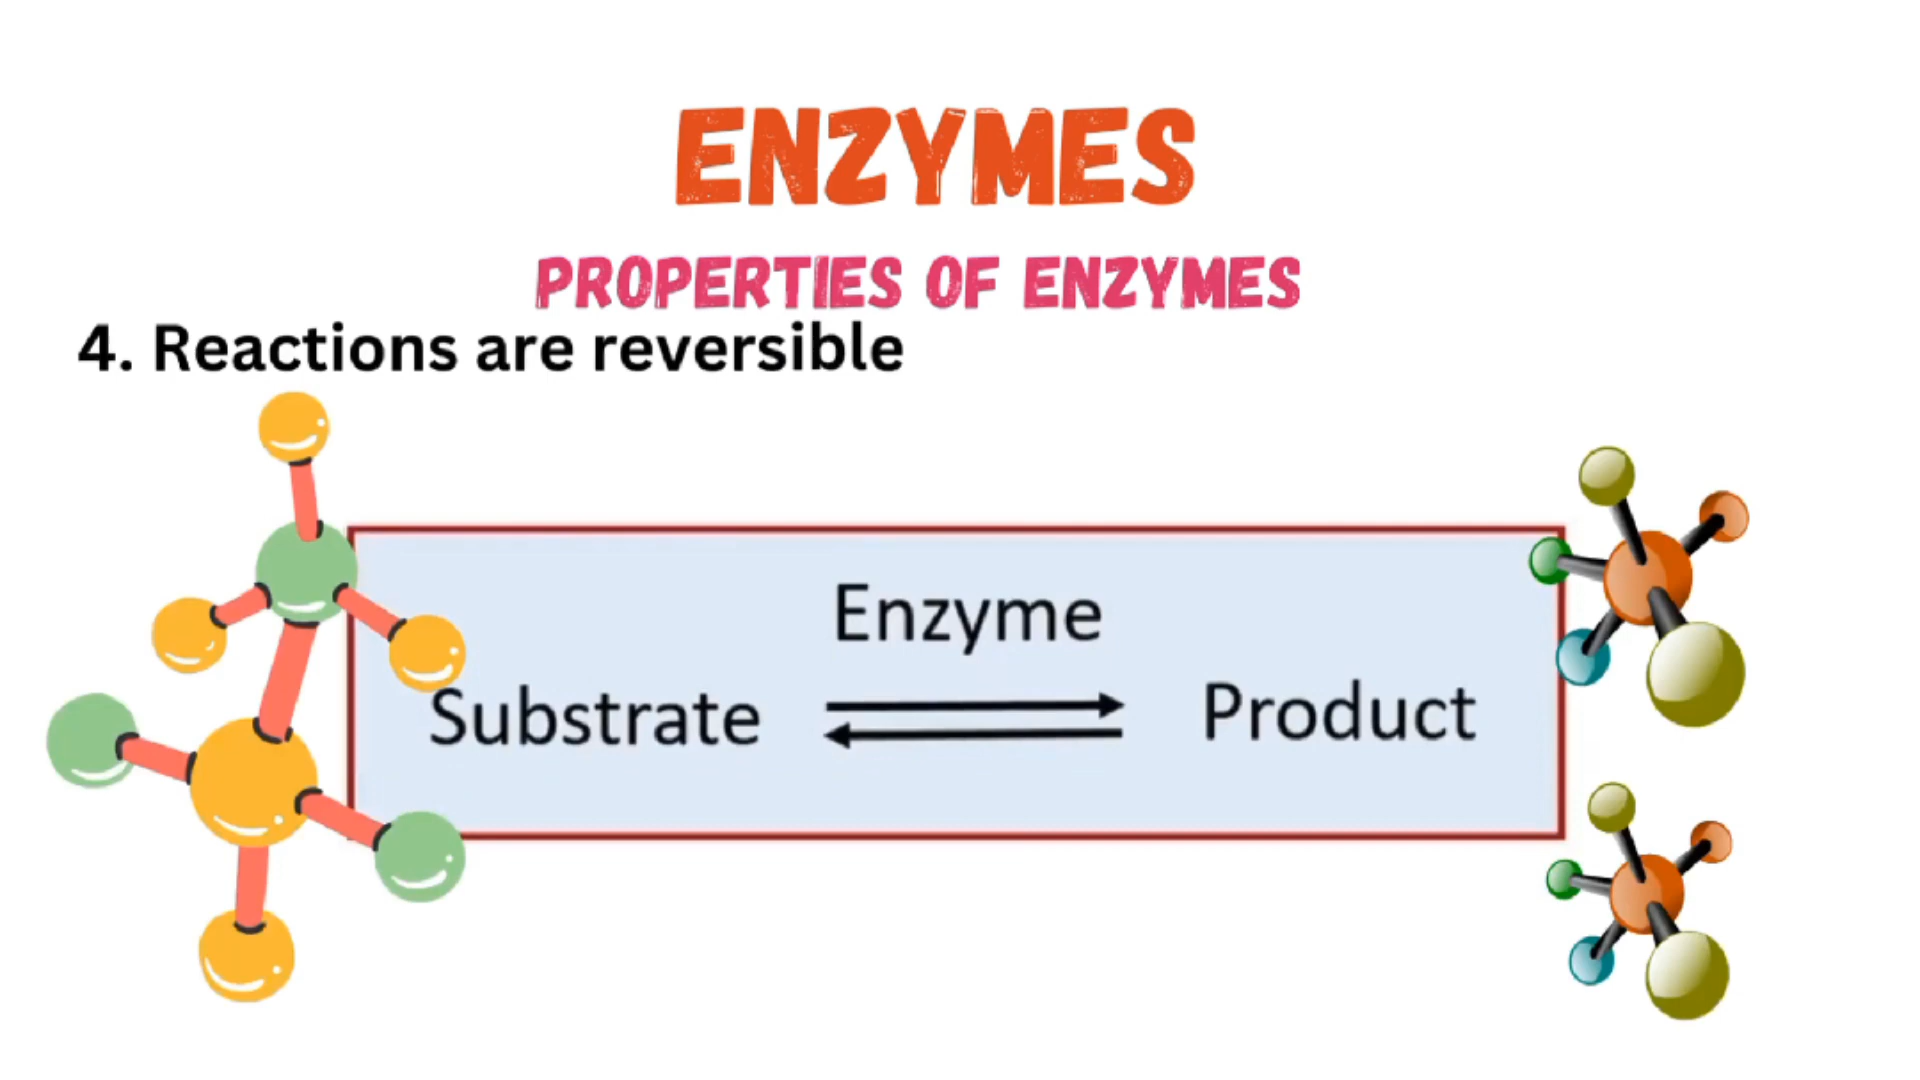 ENZYMES
PROPERTIES OF ENZYMES
4. Reactions are reversible
Enzyme
Substrate
Product